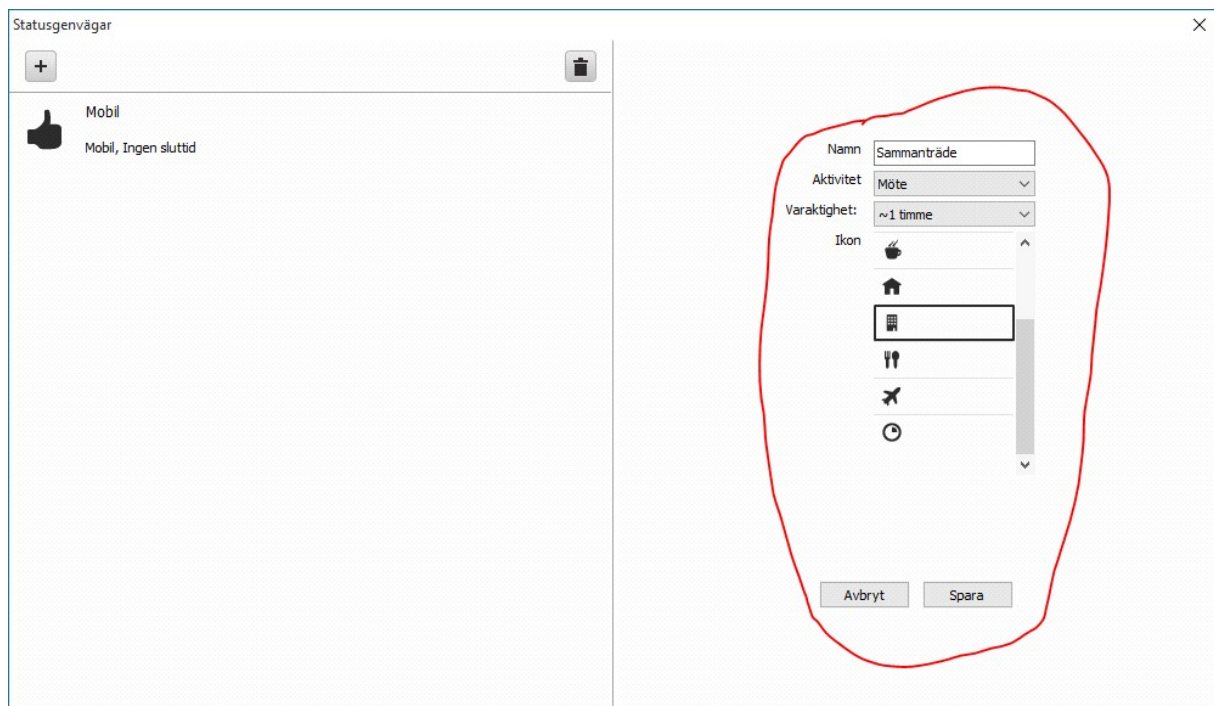 Statusgenvägar
Mobil
Mobil, Ingen sluttid
Namn Sammanträde
Aktivitet Möte
Varaktighet: ~1 timme
Ikon
Avbryt Spara